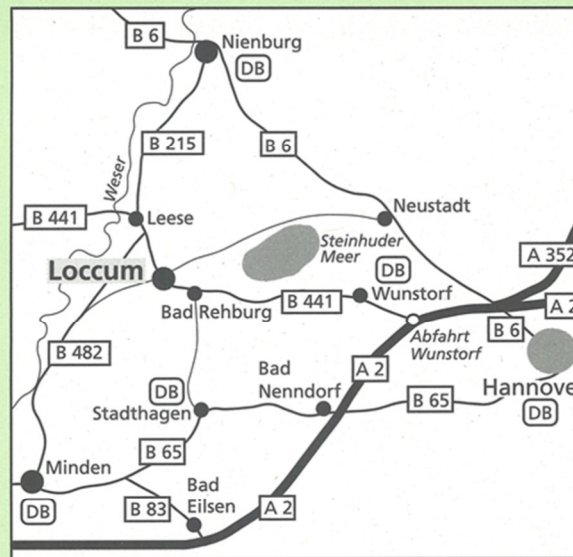 B 6
Nienburg
DB
B 215
B 6
Weser
B 441
Leese
Neustadt
Steinhuder
Meer
A 352
Loccum
DB
A 2
Bad Rehburg
B 441
Wunstorf
B 6
Abfahrt
Wunstorf
B 482
A 2
Bad
Nenndorf
Hannove
DB
Stadthagen
B 65
DB
B 65
Minden
Bad
Eilsen
DB
B 83
A 2